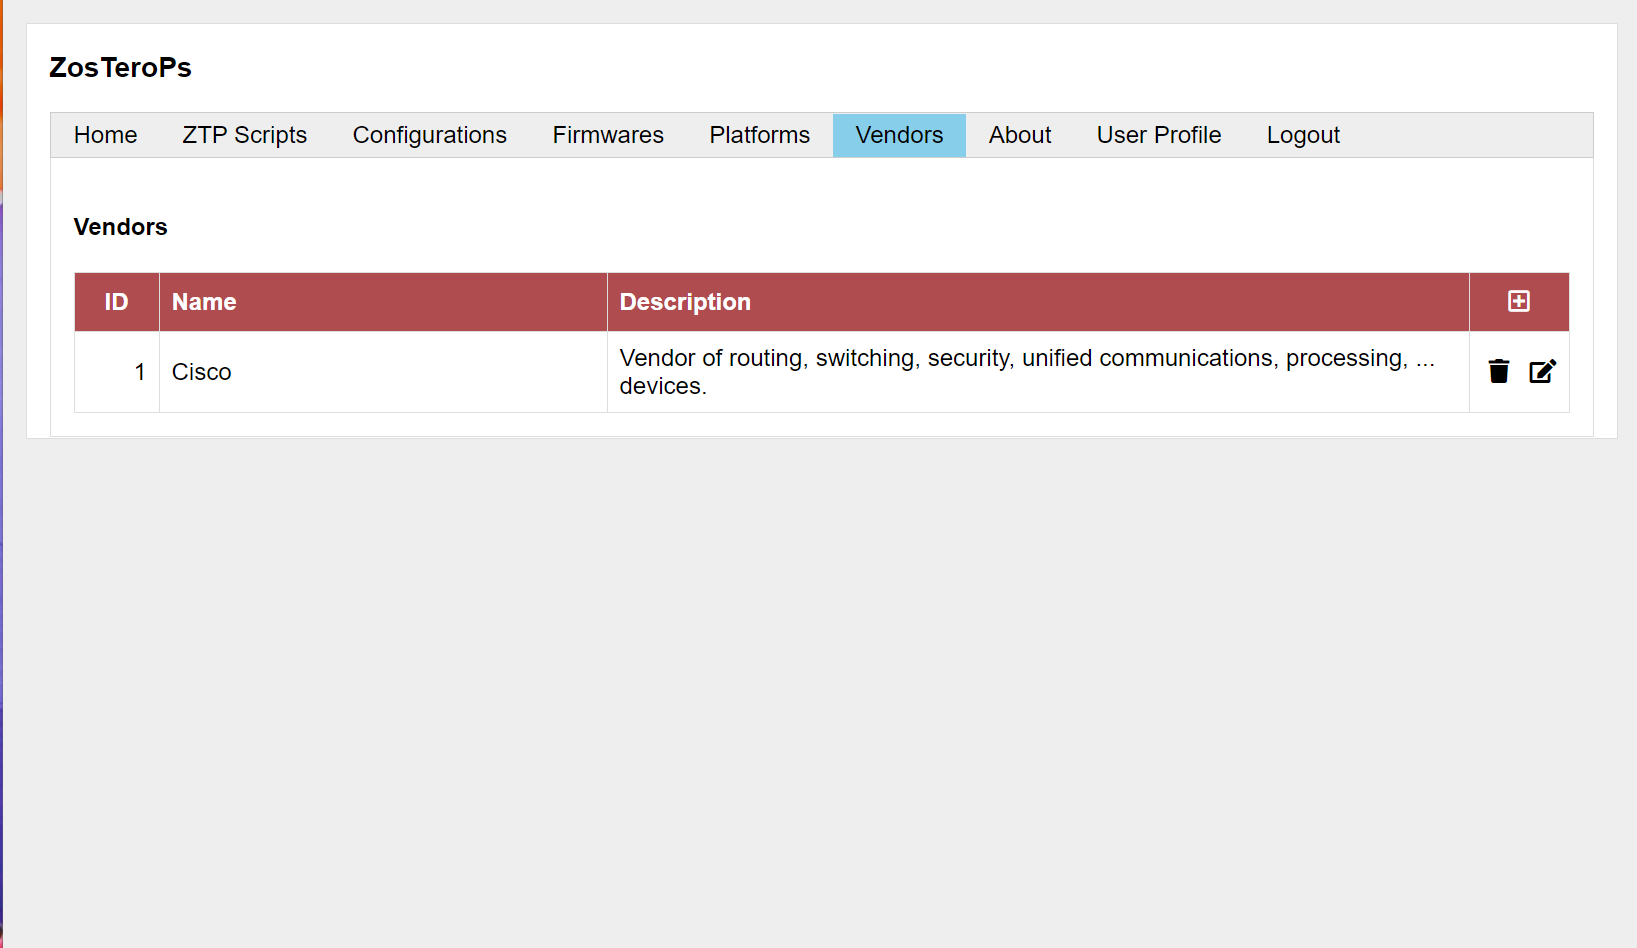 ZosTeroPs
Home ZTP Scripts Configurations Firmwares Platforms Vendors About User Profile Logout
Vendors
ID Name Description
1 Cisco Vendor of routing, switching, security, unified communications, processing, ...
devices.